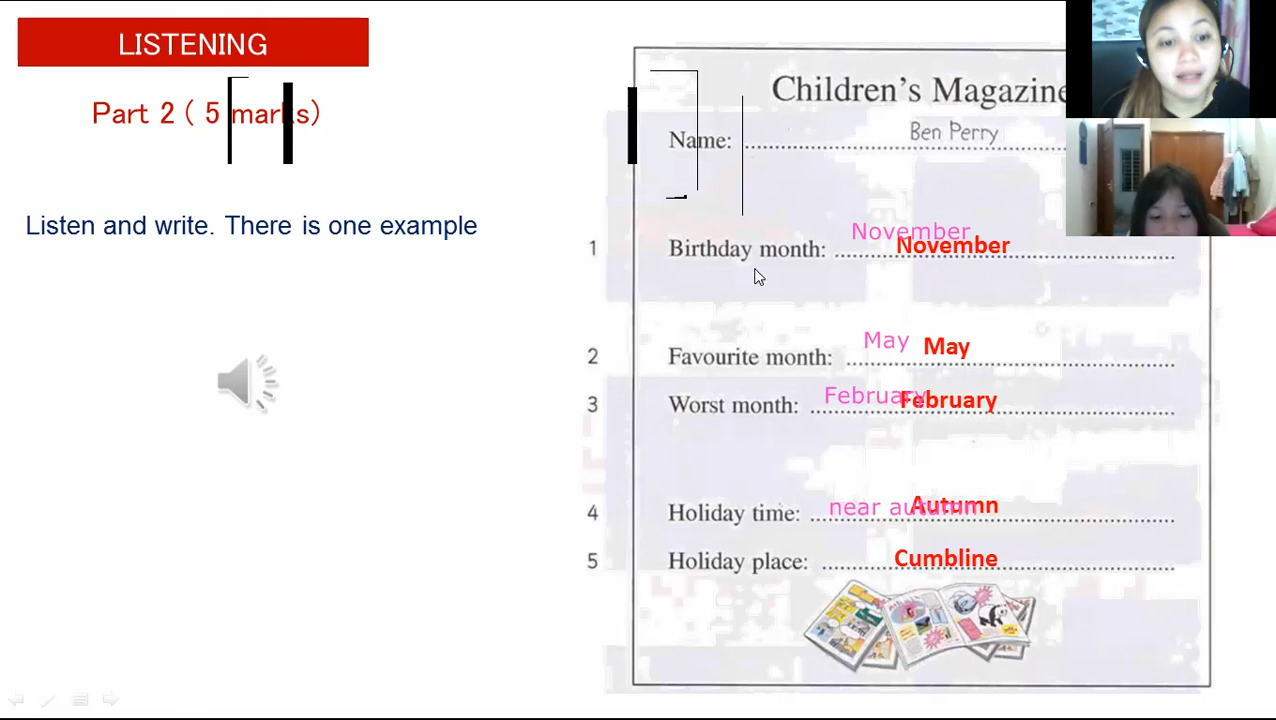 LISTENING
Part 2 ( 5 marks)
Listen and write. There is one example
Children's Magazine
Name: Ben Perry
November
1 Birthday month: November
2 Favourite month: May May
3 Worst month: February February
4 Holiday time: near autumn Autumn
5 Holiday place: Cumbline